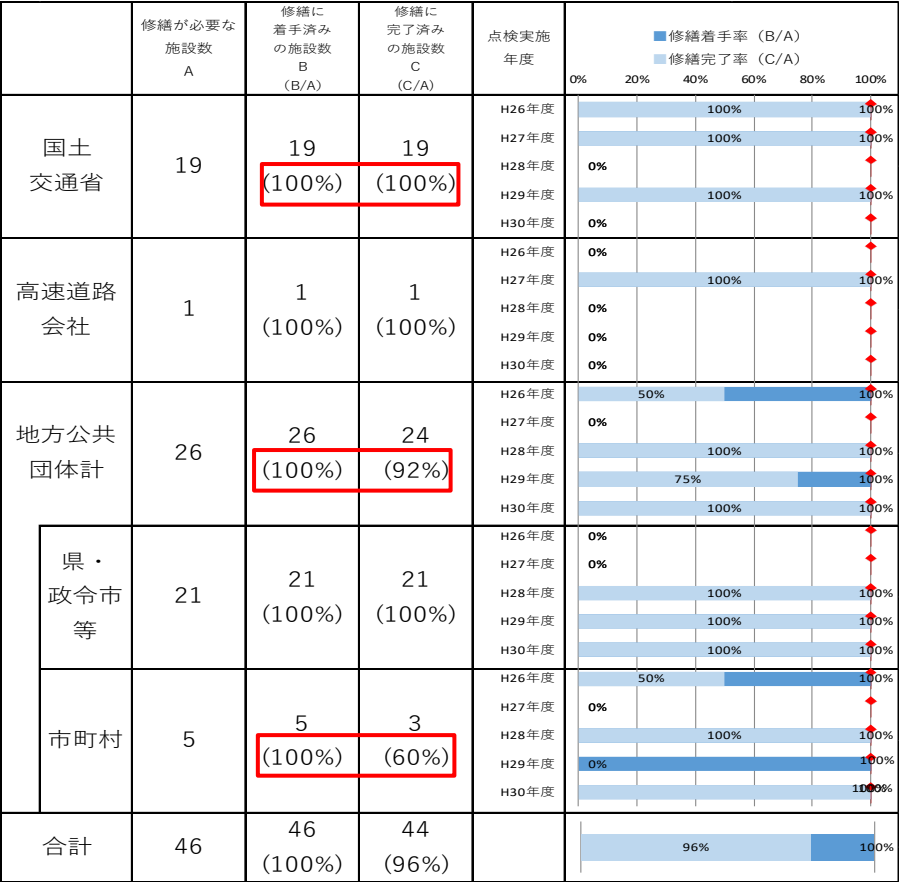 修繕が必要な
施設数
A
修繕に
着手済み
の施設数
B
(B/A)
修繕に
完了済み
の施設数
C
(C/A)
点検実施
年度
修繕着手率（B/A）
修繕完了率（C/A）
0% 20% 40% 60% 80% 100%
国土
交通省
19
19
(100%)
19
(100%)
H26年度 100% 100%
H27年度 100% 100%
H28年度 0%
H29年度 100% 100%
H30年度 0%
高速道路
会社
1
1
(100%)
1
(100%)
H26年度 0%
H27年度 100% 100%
H28年度 0%
H29年度 0%
H30年度 0%
地方公共
団体計
26
26
(100%)
24
(92%)
H26年度 50% 100%
H27年度 0%
H28年度 100% 100%
H29年度 75% 100%
H30年度 100% 100%
県・
政令市
等
21
21
(100%)
21
(100%)
H26年度 0%
H27年度 0%
H28年度 100% 100%
H29年度 100% 100%
H30年度 100% 100%
市町村
5
5
(100%)
3
(60%)
H26年度 50% 100%
H27年度 0%
H28年度 100% 100%
H29年度 0% 100%
H30年度
合計
46
46
(100%)
44
(96%)
96% 100%